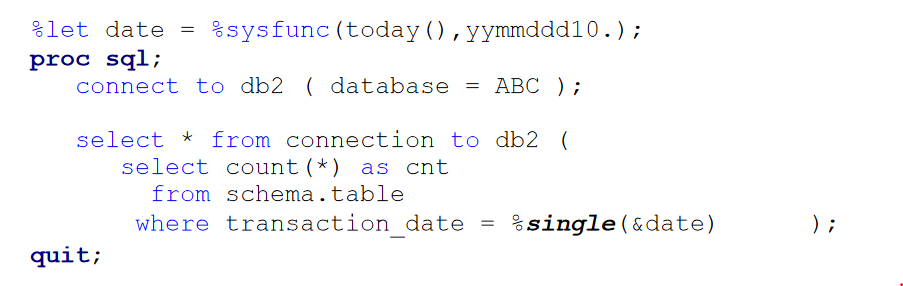 %let date = %sysfunc(today(),yymmddd10.);
proc sql;
connect to db2 ( database = ABC );
select * from connection to db2 (
select count(*) as cnt
from schema.table
where transaction_date = %single(&date) );
quit;